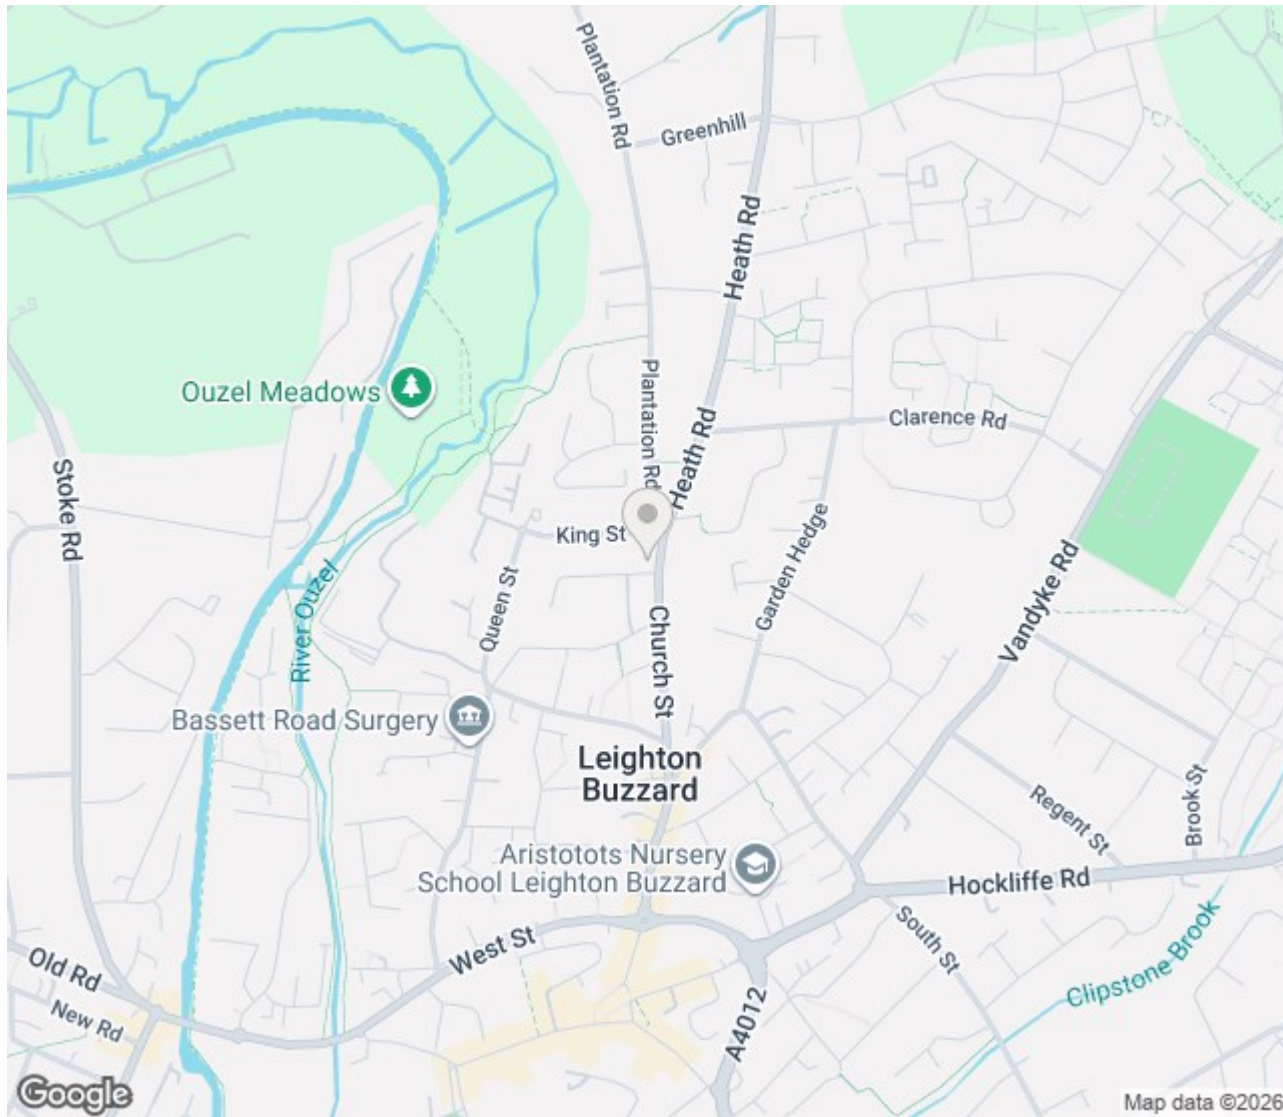 Plantation Rd
Greenhill
Heath Rd
Ouzel Meadows
Plantation Rd
Heath Rd
Clarence Rd
Stoke Rd
King St
Garden Hedge
River Ouzel
Queen St
Church St
Vandyke Rd
Bassett Road Surgery
Leighton
Buzzard
Regent St
Brook St
Aristotots Nursery
School Leighton Buzzard
Hockliffe Rd
West St
South St
Clipstone Brook
Old Rd
New Rd
A4012
Google
Map data ©2026